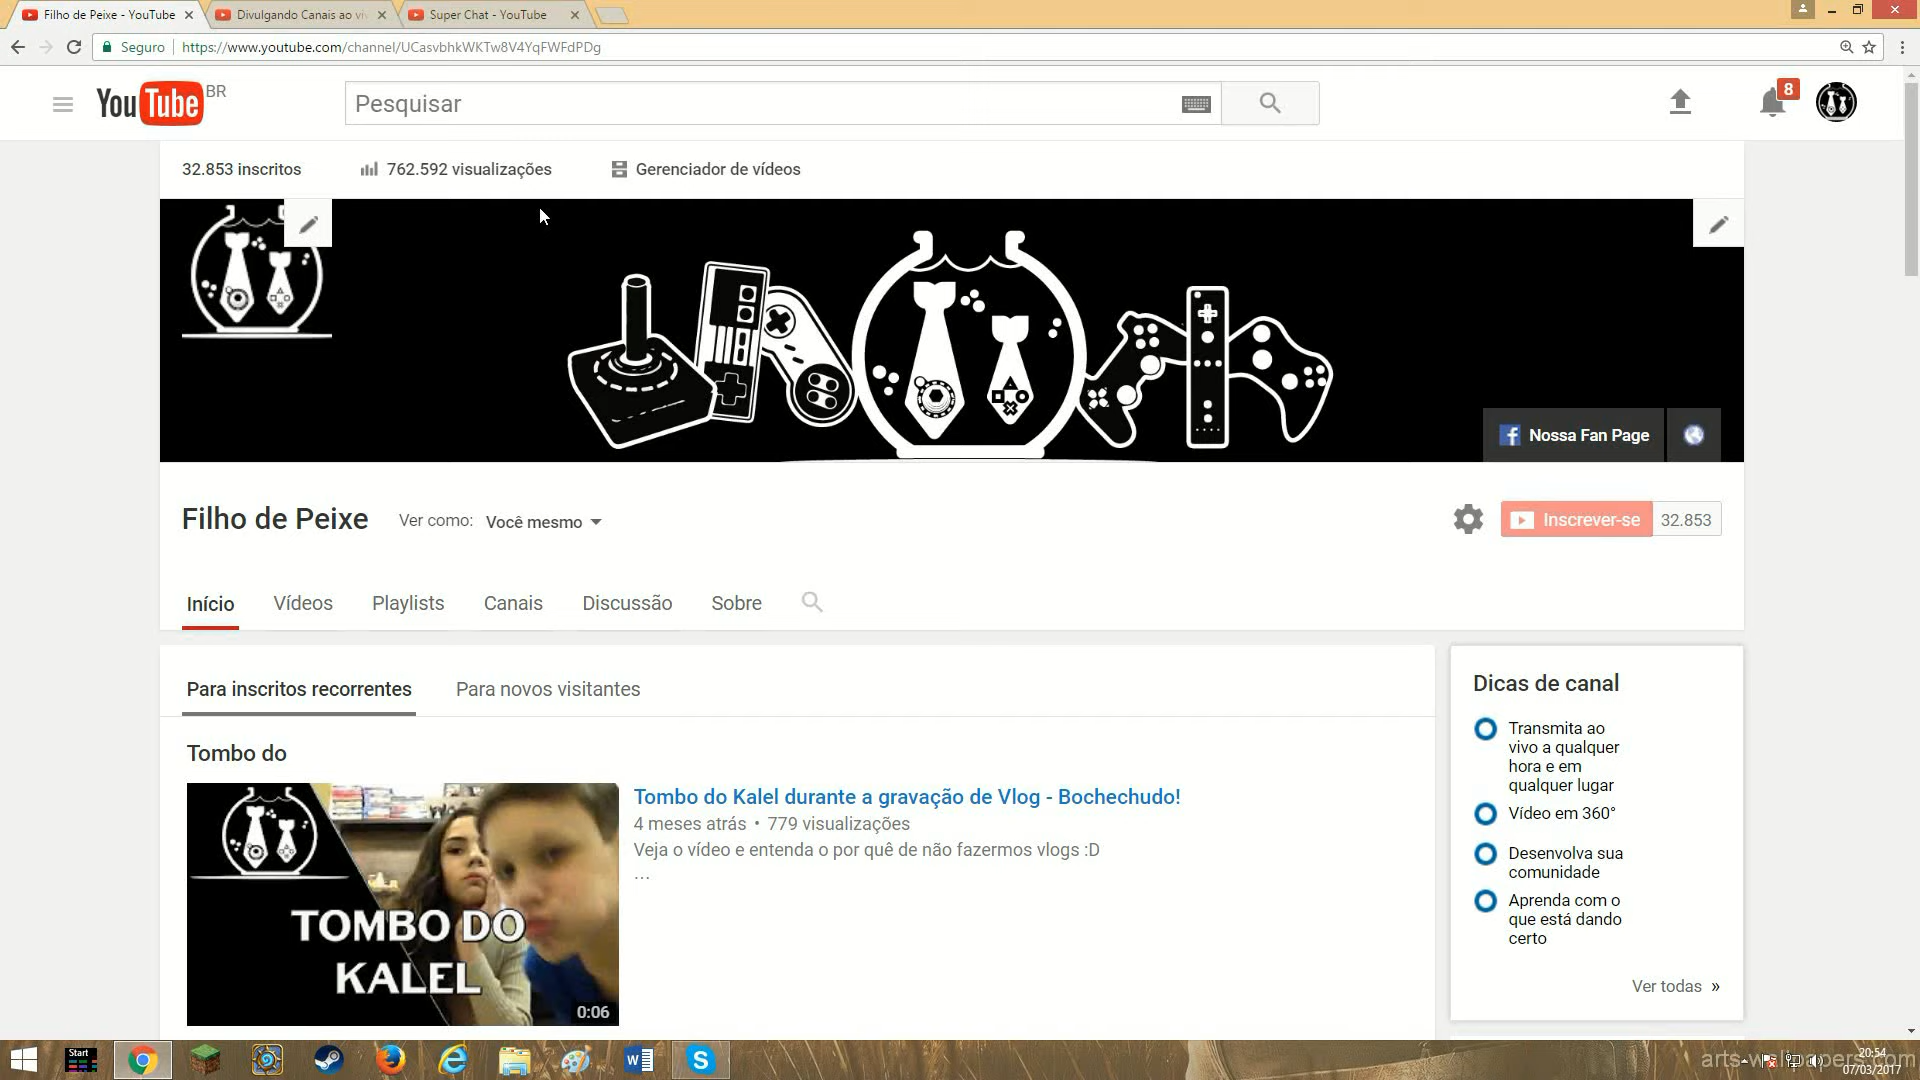 Filho de Peixe - YouTube
Divulgando Canais ao vi
Super Chat - YouTube
Seguro
https://www.youtube.com/channel/UCasvbhkWKTw8V4YqFWFdPDg
YouTube BR
Pesquisar
8
32.853 inscritos
762.592 visualizações
Gerenciador de vídeos
Nossa Fan Page
Filho de Peixe
Ver como: Você mesmo
Inscrever-se 32.853
Início
Vídeos
Playlists
Canais
Discussão
Sobre
Para inscritos recorrentes
Para novos visitantes
Tombo do
TOMBO DO
KALEL
0:06
Tombo do Kalel durante a gravação de Vlog - Bochechudo!
4 meses atrás • 779 visualizações
Veja o vídeo e entenda o por quê de não fazermos vlogs :D
...
Dicas de canal
Transmita ao
vivo a qualquer
hora e em
qualquer lugar
Vídeo em 360°
Desenvolva sua
comunidade
Aprenda com o
que está dando
certo
Ver todas »
Start
arts-wallpapers.com
20:54
07/03/2017